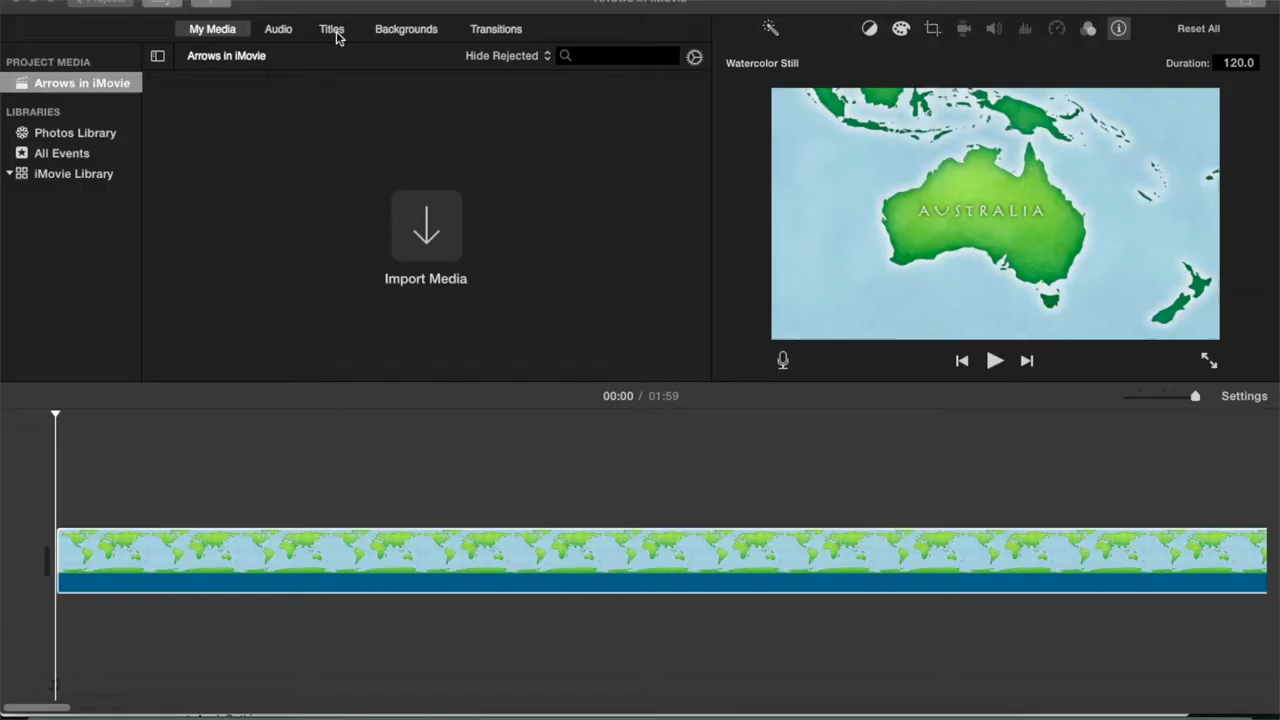 My Media Audio Titles Backgrounds Transitions
Reset All
PROJECT MEDIA
Arrows in iMovie
LIBRARIES
Photos Library
All Events
iMovie Library
Arrows in iMovie
Hide Rejected
Import Media
Watercolor Still
Duration: 120.0
AUSTRALIA
00:00 / 01:59
Settings